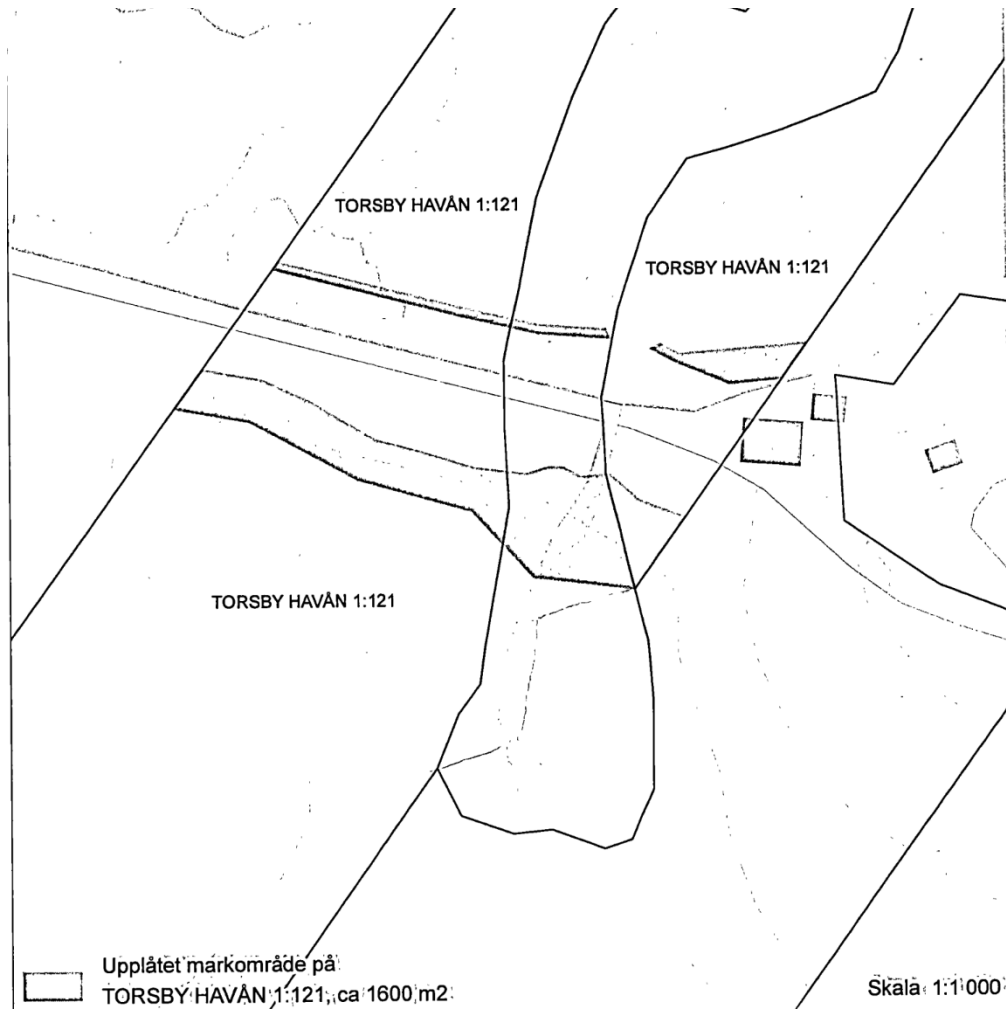 TORSBY HAVÅN 1:121
TORSBY HAVÅN 1:121
TORSBY HAVÅN 1:121
Upplåtet markområde på
TORSBY HAVÅN 1:121, ca 1600 m2
Skala 1:1 000